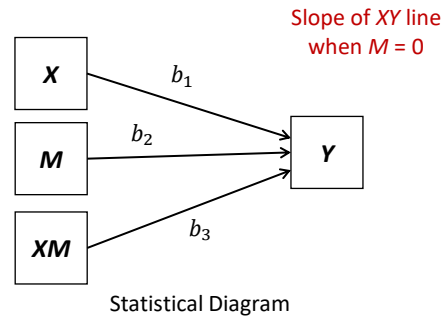 Slope of XY line
when M = 0
X
b₁
M
b₂
Y
XM
b₃
Statistical Diagram